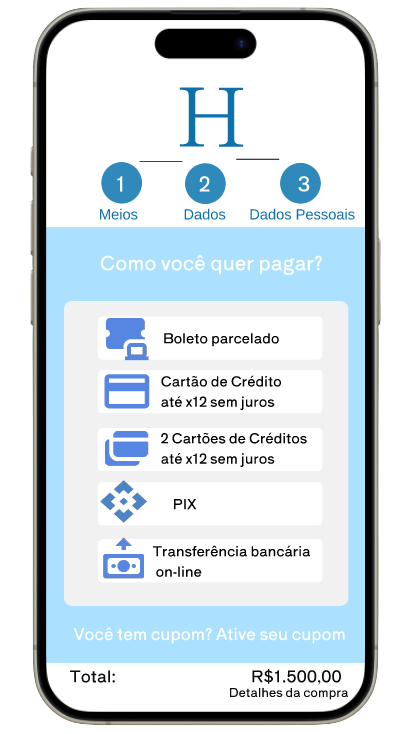 H
1 2 3
Meios Dados Dados Pessoais
Como você quer pagar?
Boleto parcelado
Cartão de Crédito
até x12 sem juros
2 Cartões de Créditos
até x12 sem juros
PIX
Transferência bancária
on-line
Você tem cupom? Ative seu cupom
Total: R$1.500,00
Detalhes da compra